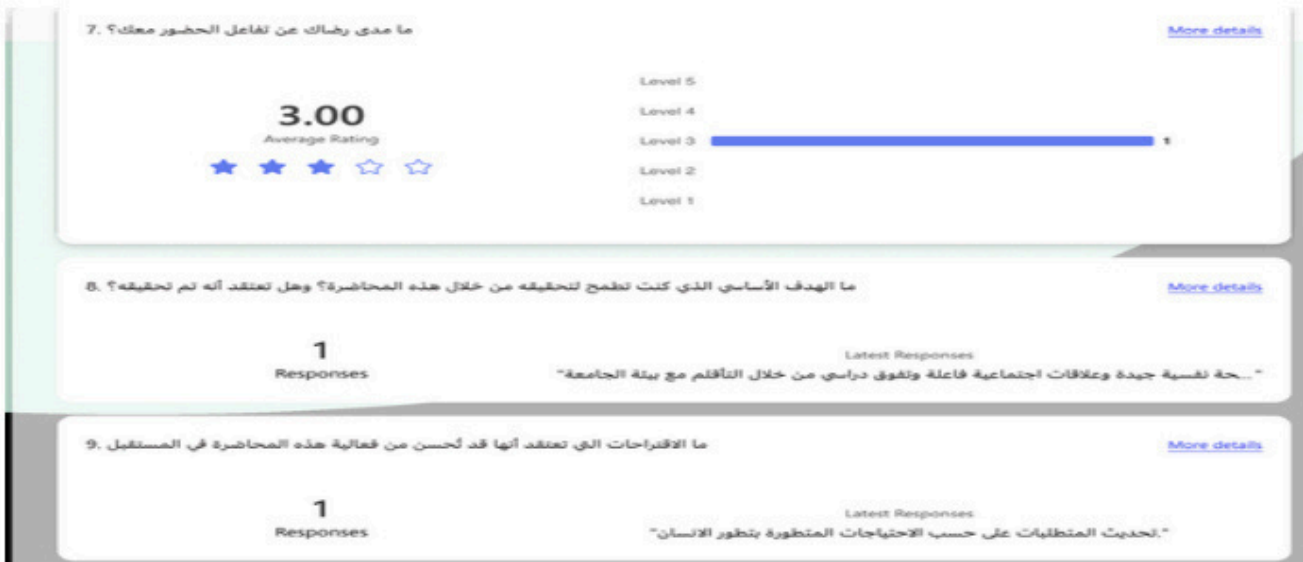 7. ما مدى رضاك عن تفاعل الحضور معك؟
More details
3.00
Average Rating
Level 5
Level 4
Level 3 1
Level 2
Level 1
8. ما الهدف الأساسي الذي كنت تطمح لتحقيقه من خلال هذه المحاضرة؟ وهل تعتقد أنه تم تحقيقه؟
More details
1
Responses
Latest Responses
"...حة نفسية جيدة وعلاقات اجتماعية فاعلة وتفوق دراسي من خلال التأقلم مع بيئة الجامعة"
9. ما الاقتراحات التي تعتقد أنها قد تُحسن من فعالية هذه المحاضرة في المستقبل
More details
1
Responses
Latest Responses
"تحديث المتطلبات على حسب الاحتياجات المتطورة بتطور الانسان."